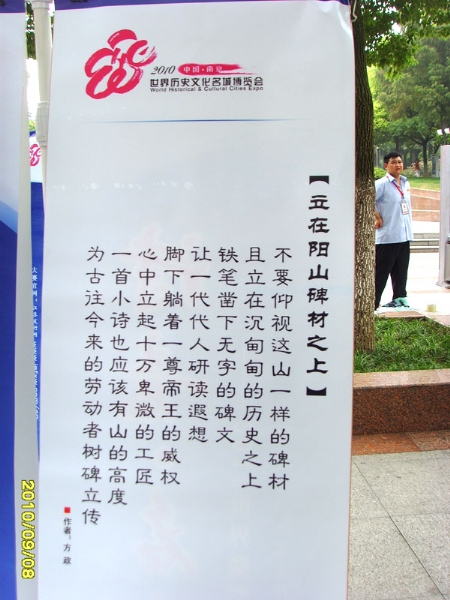 2010 中国·南京
世界历史文化名城博览会
World Historical & Cultural Cities Expo
【立在阳山碑材之上】
不要仰视这山一样的碑材
且立在沉甸甸的历史之上
铁笔凿下无字的碑文
让一代代人研读遐想
脚下躺着一尊帝王的威权
心中立起十万卑微的工匠
一首小诗也应该有山的高度
为古往今来的劳动者树碑立传
■作者：方政
2010/09/08